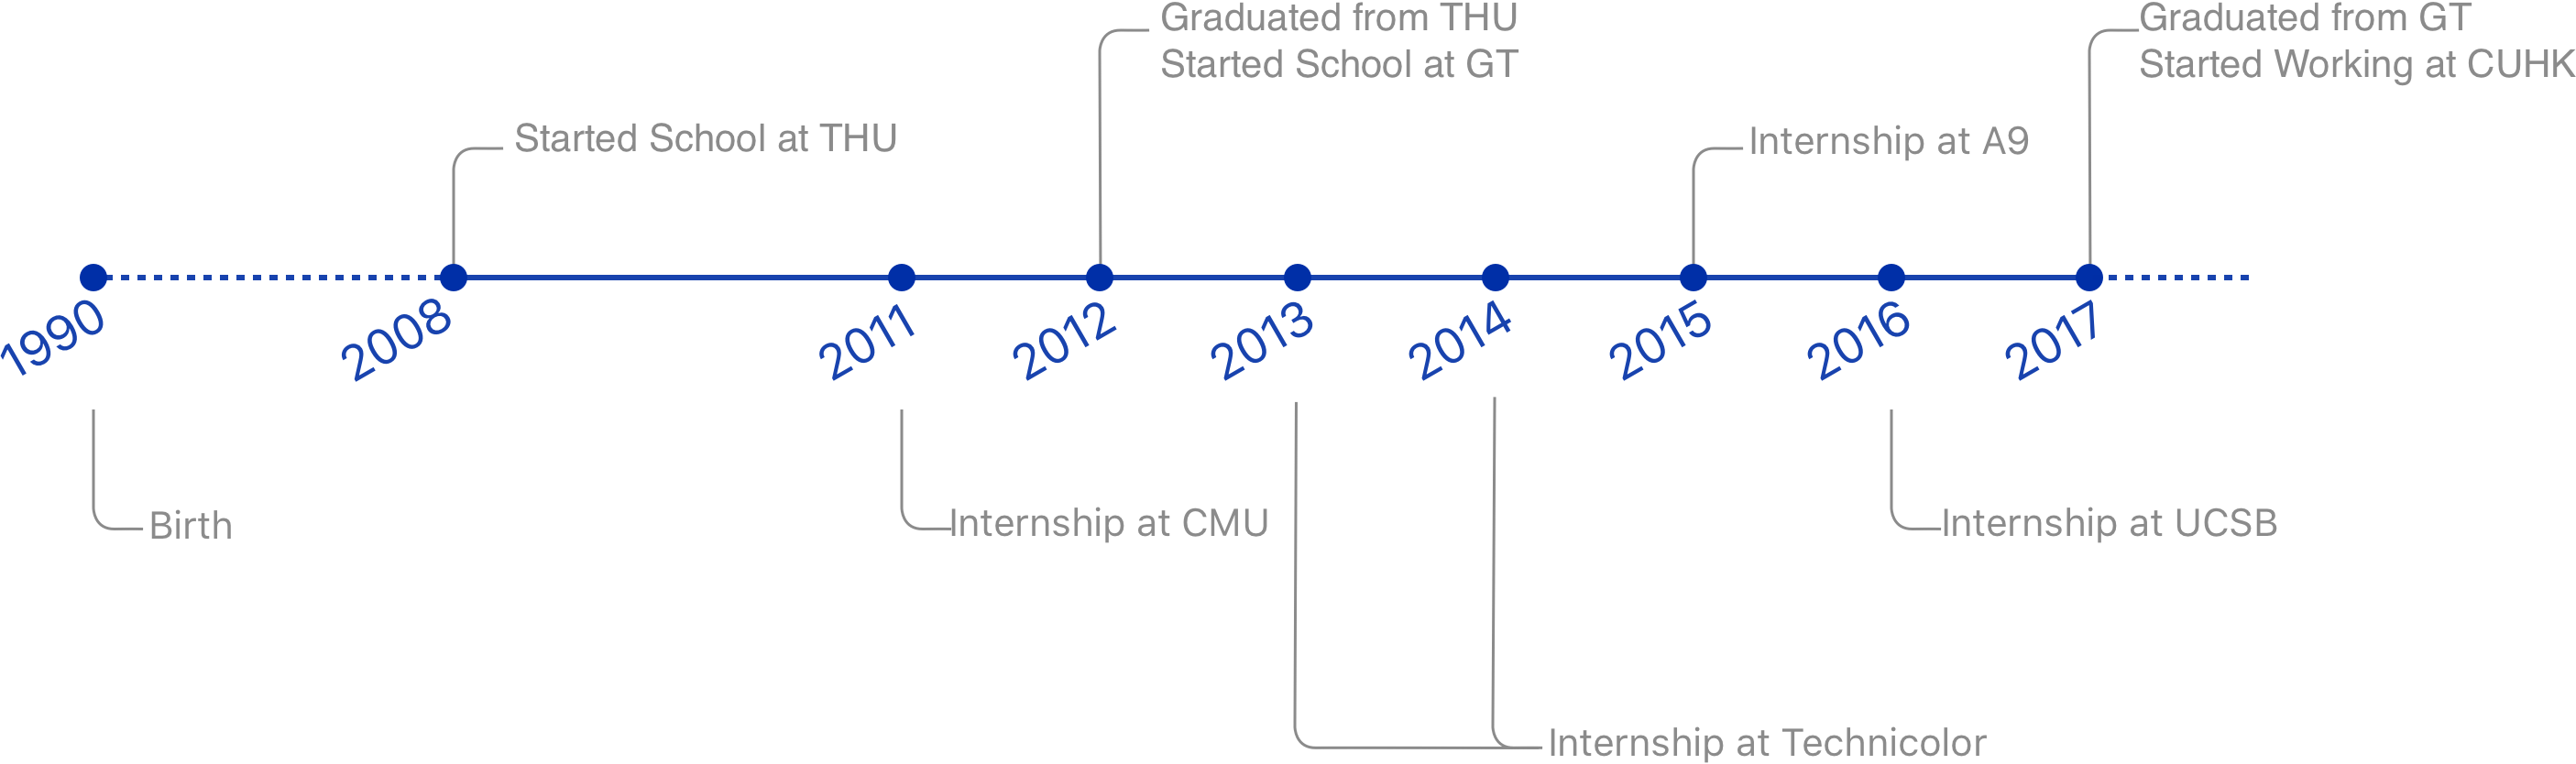 Graduated from THU
Started School at GT
Graduated from GT
Started Working at CUHK
Started School at THU
Internship at A9
1990
2008
2011
2012
2013
2014
2015
2016
2017
Birth
Internship at CMU
Internship at UCSB
Internship at Technicolor